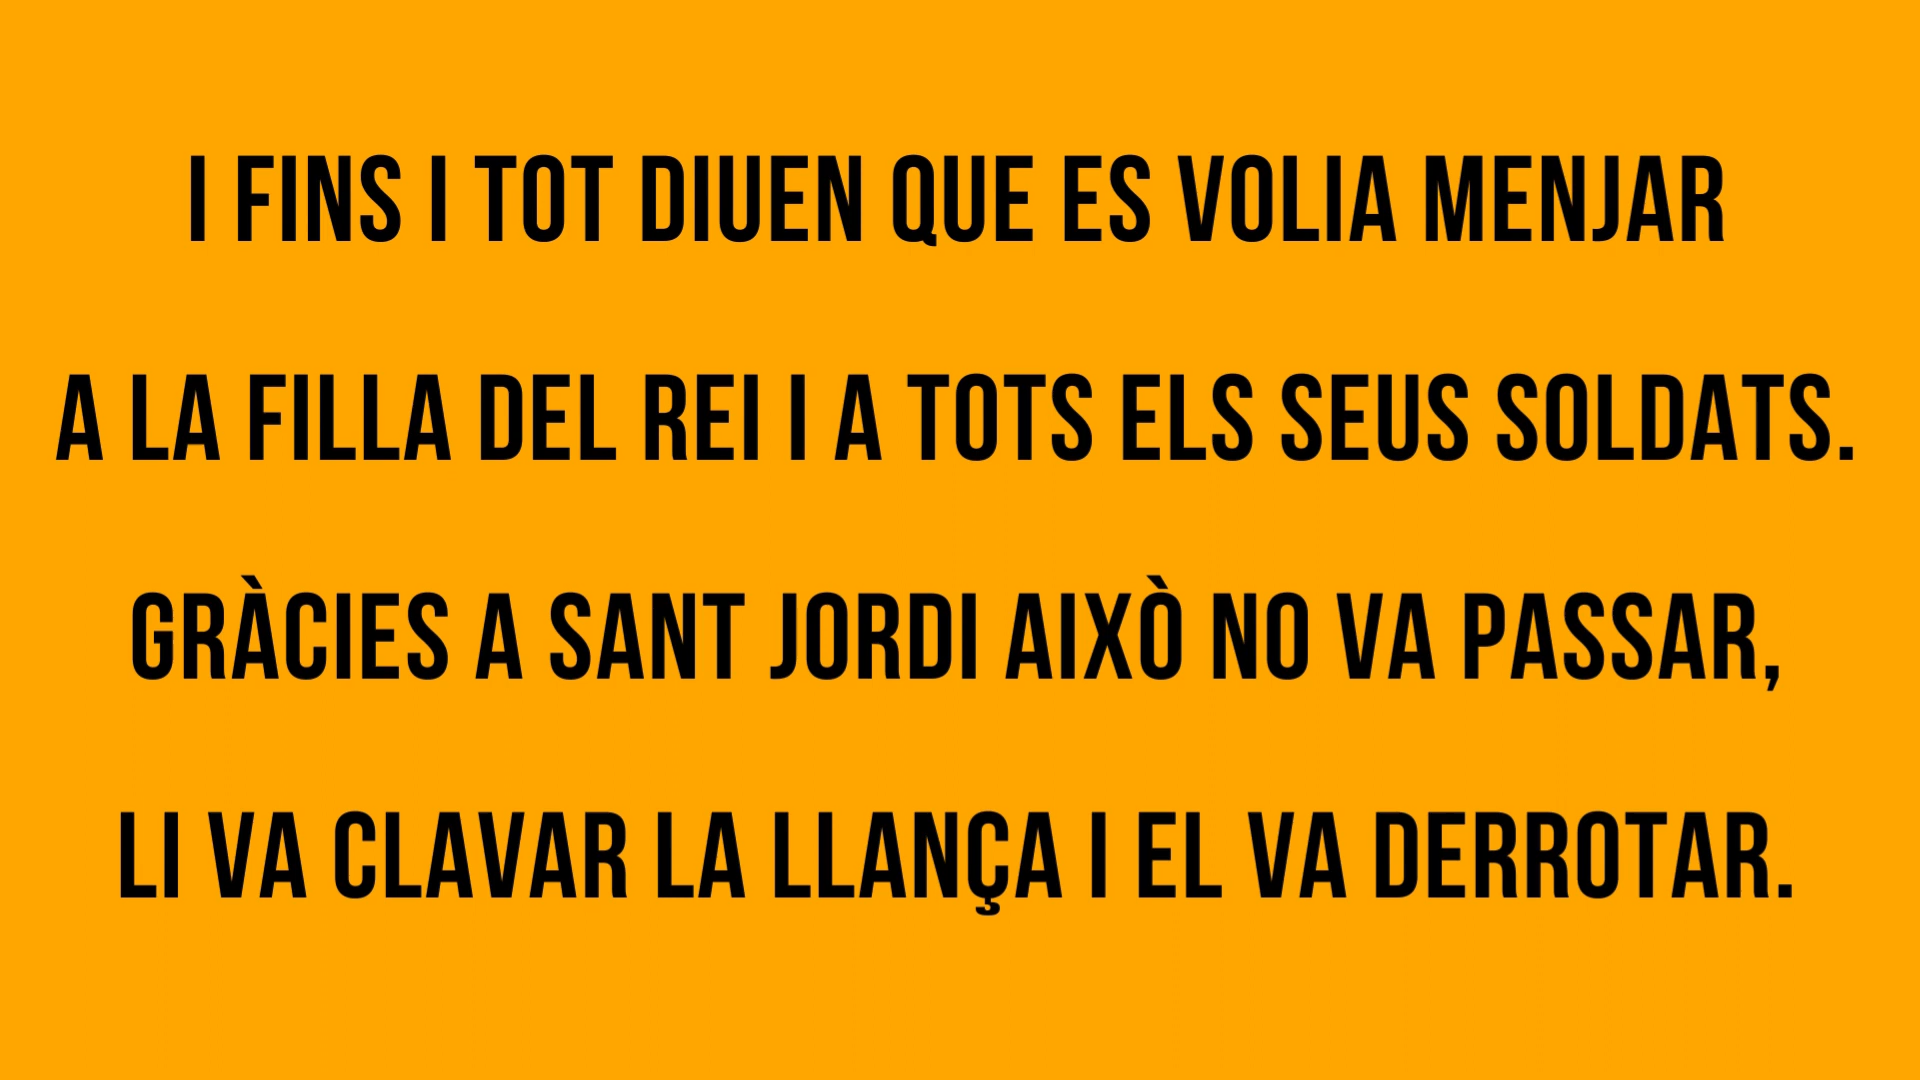 I FINS I TOT DIUEN QUE ES VOLIA MENJAR
A LA FILLA DEL REI I A TOTS ELS SEUS SOLDATS.
GRÀCIES A SANT JORDI AIXÒ NO VA PASSAR,
LI VA CLAVAR LA LLANÇA I EL VA DERROTAR.